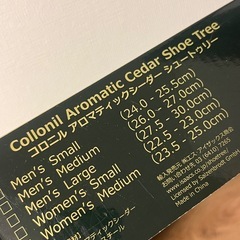 Collonil Aromatic Cedar Shoe Tree
コロニル アロマティックシーダー シュートゥリー
Men's Small (24.0 - 25.5cm)
Men's Medium (26.0 - 27.0cm)
Men's Large (27.5 - 30.0cm)
Women's Small (22.5 - 23.0cm)
Women's Medium (23.5 - 25.0cm)
Made in China